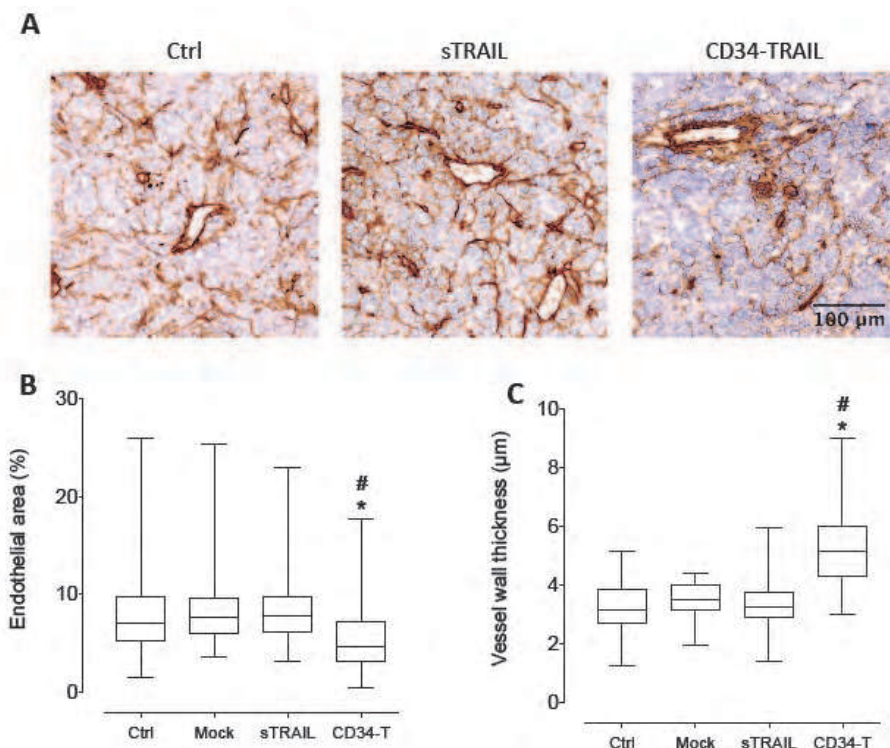 A
Ctrl sTRAIL CD34-TRAIL
100 µm
B
Endothelial area (%)
30
20
10
0
#
*
Ctrl Mock sTRAIL CD34-T
C
Vessel wall thickness (µm)
10
8
6
4
2
0
#
*
Ctrl Mock sTRAIL CD34-T